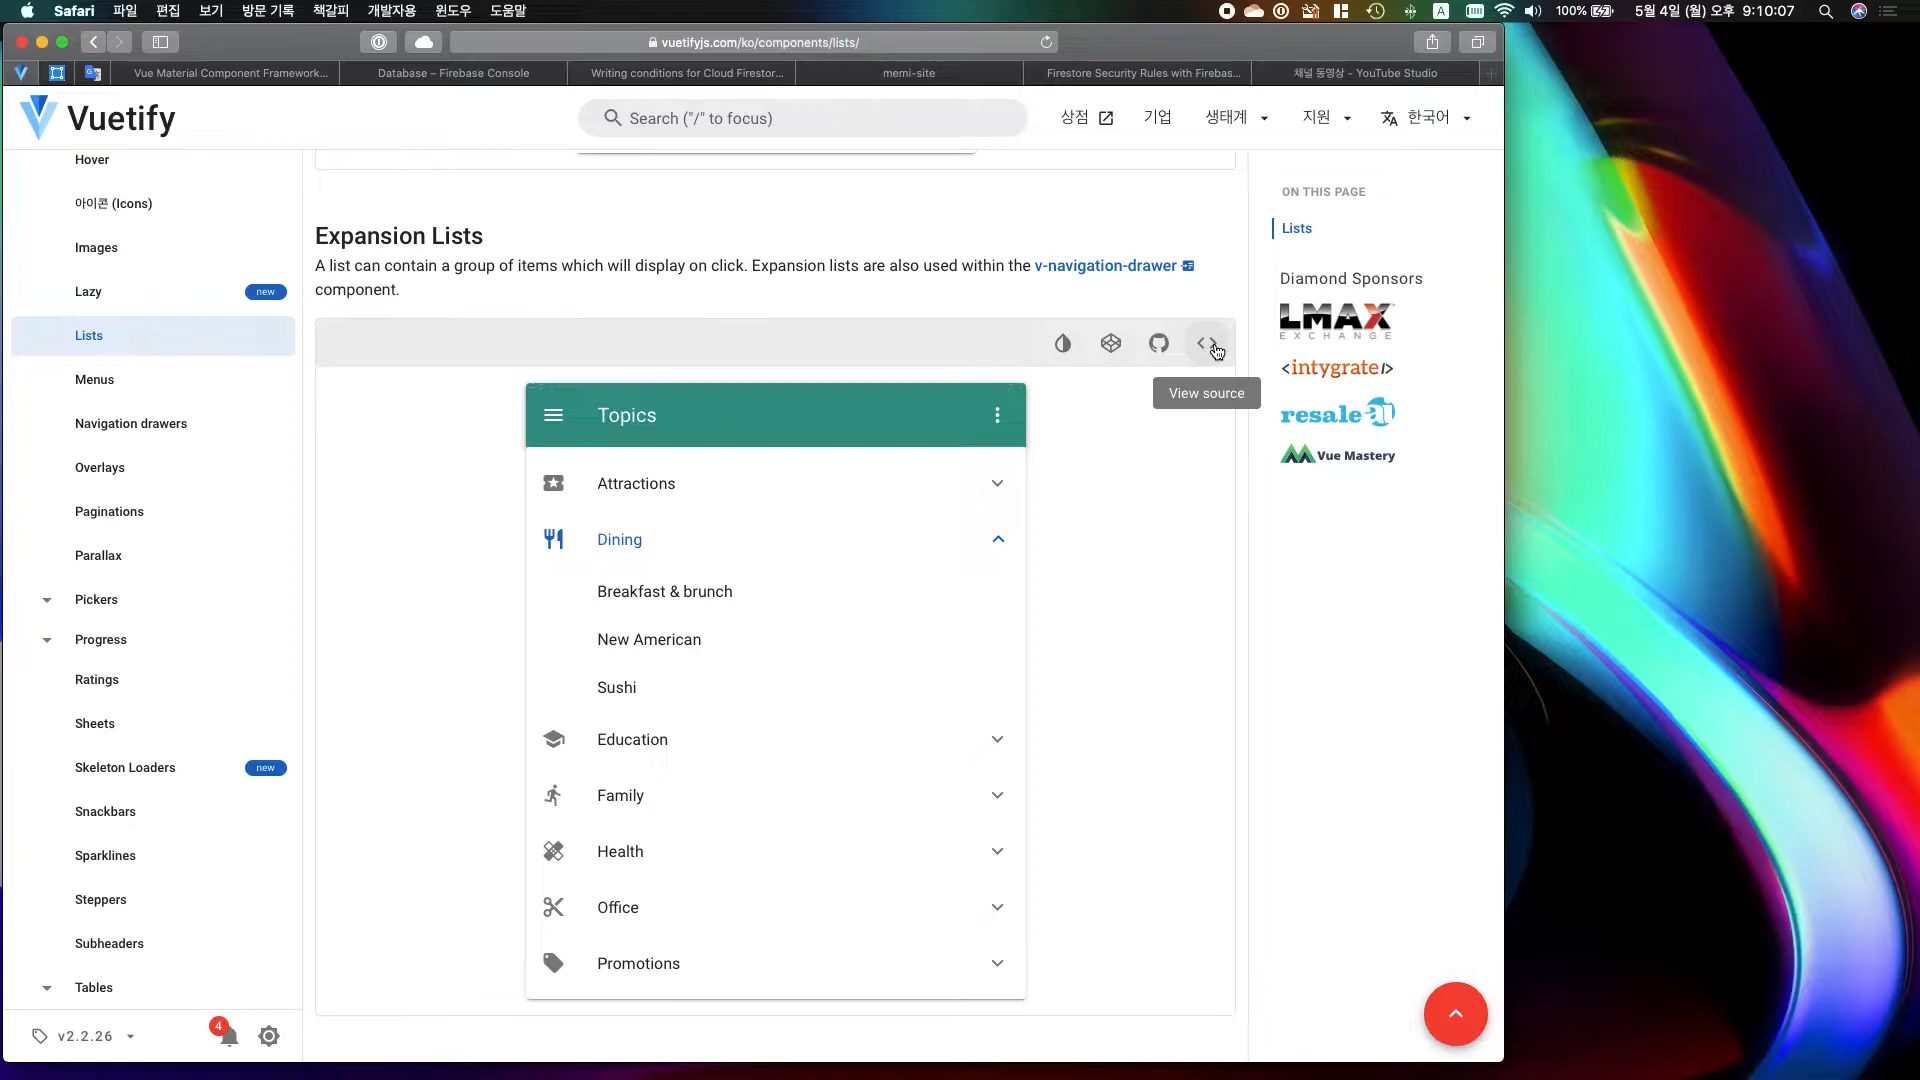 Safari 파일 편집 보기 방문 기록 책갈피 개발자용 윈도우 도움말
A 100% 5월 4일 (월) 오후 9:10:07
vuetifyjs.com/ko/components/lists/
Vue Material Component Framework...
Database – Firebase Console
Writing conditions for Cloud Firestor...
memi-site
Firestore Security Rules with Firebas...
채널 동영상 - YouTube Studio
Vuetify
Search ("/" to focus)
상점
기업
생태계
지원
한국어
Hover
아이콘 (Icons)
Images
Lazy new
Lists
Menus
Navigation drawers
Overlays
Paginations
Parallax
Pickers
Progress
Ratings
Sheets
Skeleton Loaders new
Snackbars
Sparklines
Steppers
Subheaders
Tables
v2.2.26
4
Expansion Lists
A list can contain a group of items which will display on click. Expansion lists are also used within the v-navigation-drawer
component.
View source
Topics
Attractions
Dining
Breakfast & brunch
New American
Sushi
Education
Family
Health
Office
Promotions
ON THIS PAGE
Lists
Diamond Sponsors
LMAX
EXCHANGE
<intygrate/>
resale ai
Vue Mastery